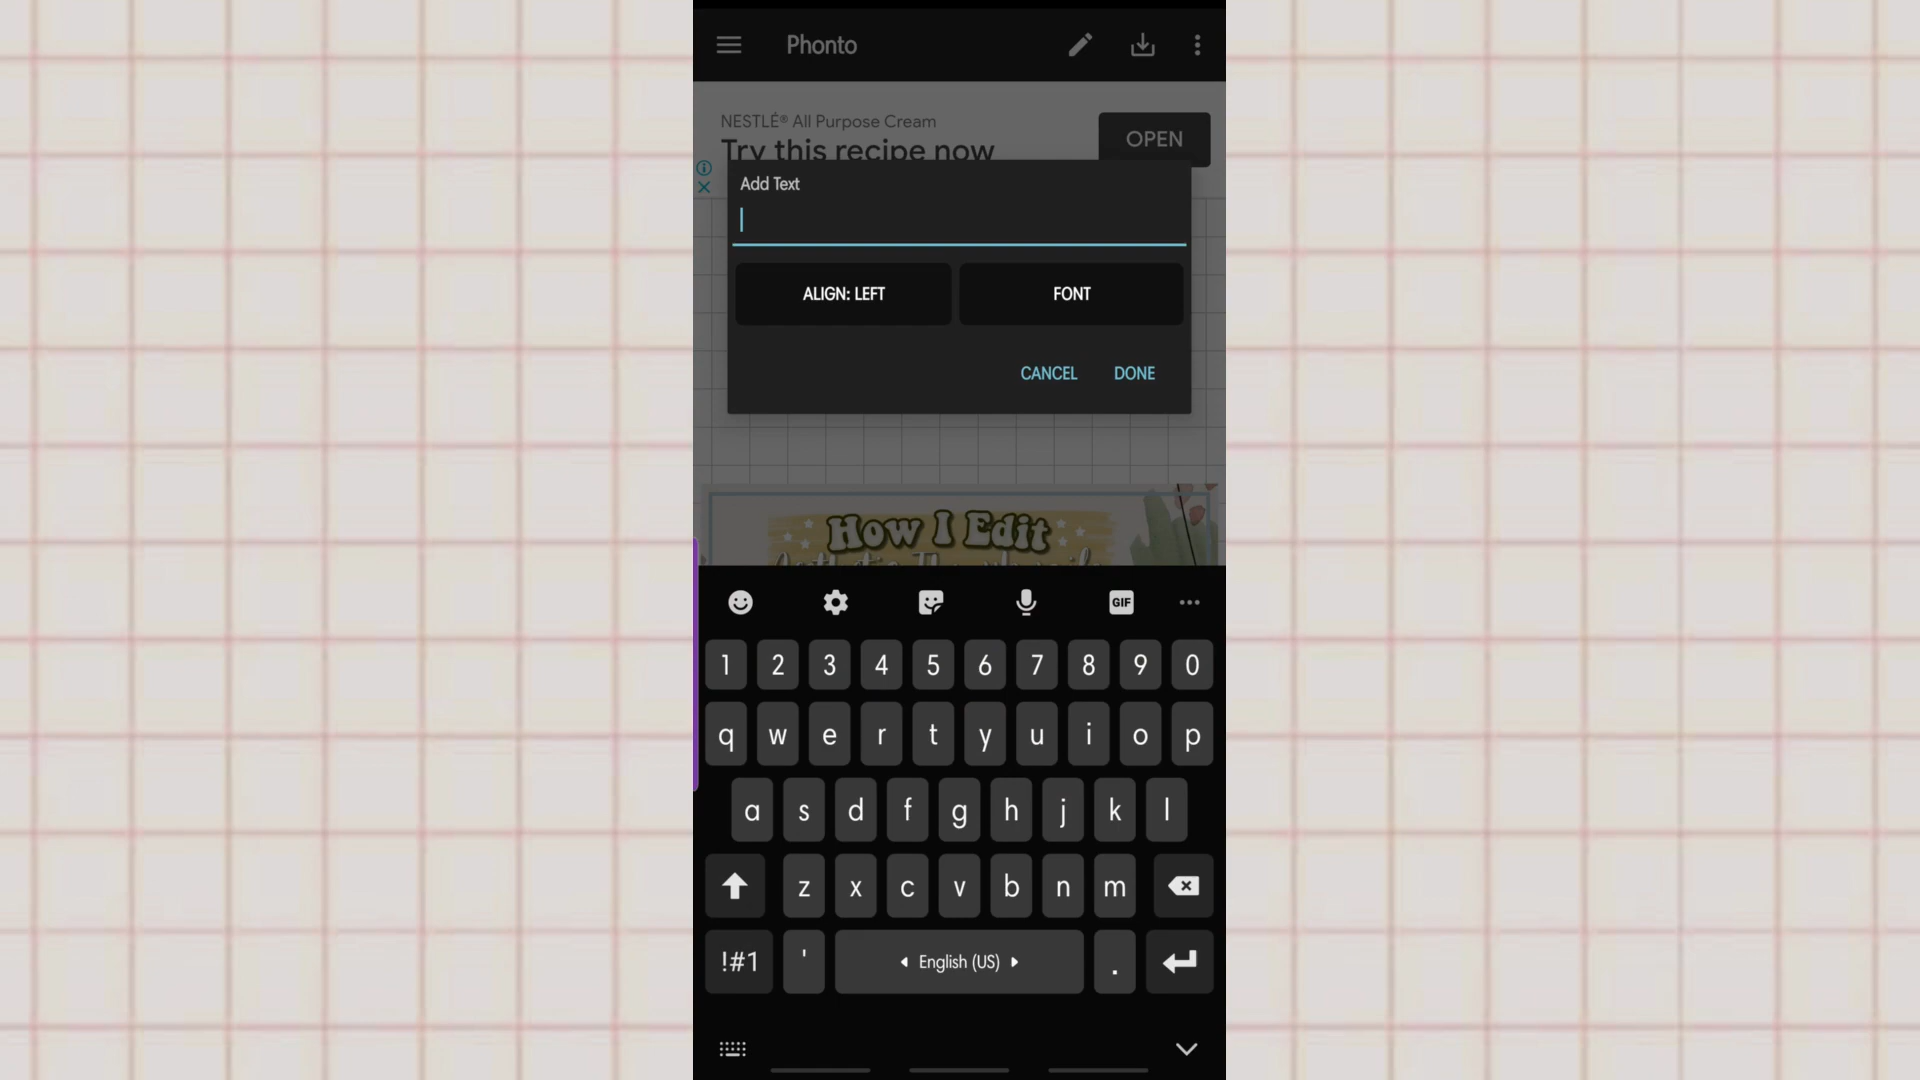 Phonto
NESTLÉ® All Purpose Cream
Try this recipe now
OPEN
Add Text
ALIGN: LEFT
FONT
CANCEL
DONE
How I Edit
GIF
1 2 3 4 5 6 7 8 9 0
q w e r t y u i o p
a s d f g h j k l
z x c v b n m
!#1 ' English (US) .